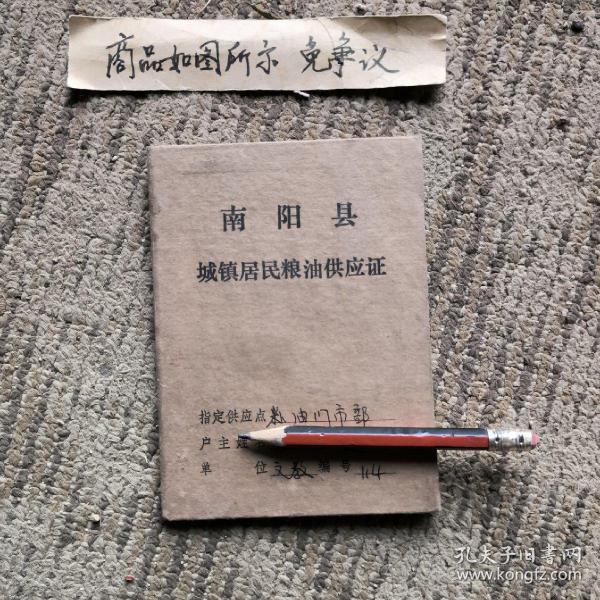 商品如图所示 免争议
南阳县
城镇居民粮油供应证
指定供应点 粮油门市部
户主
单位 文教 编号 114
孔夫子旧书网
www.kongfz.com